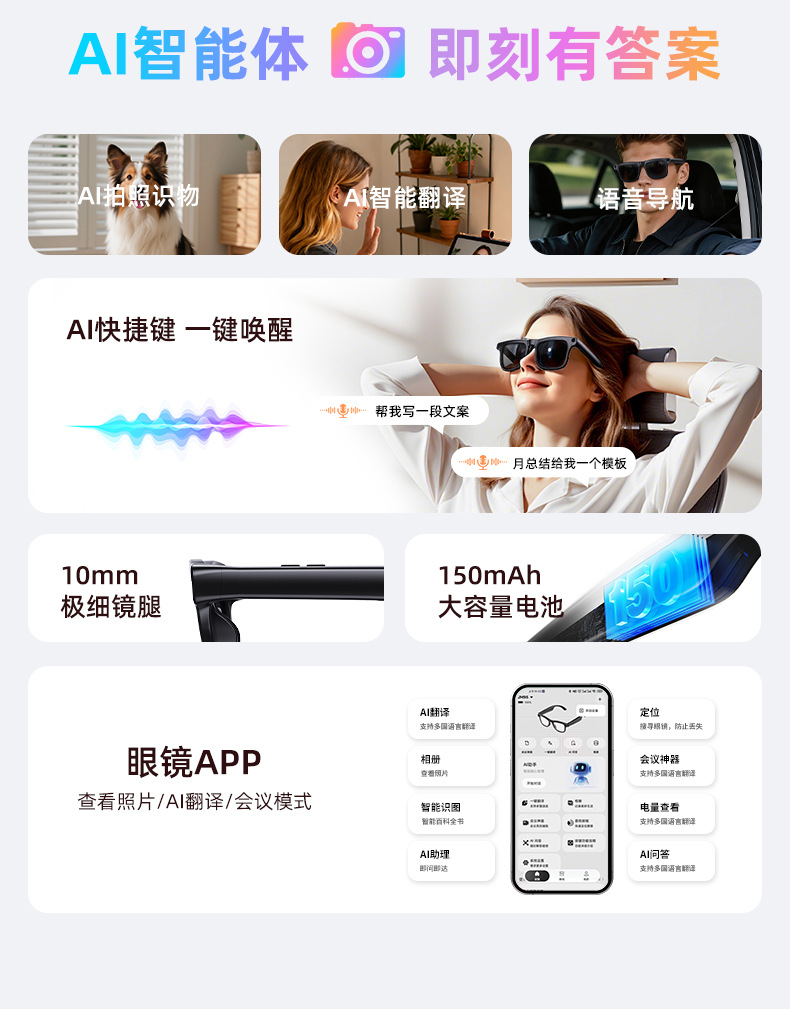 AI智能体 即刻有答案
AI拍照识物
AI智能翻译
语音导航
AI快捷键 一键唤醒
帮我写一段文案
月总结给我一个模板
10mm
极细镜腿
150mAh
大容量电池
150
眼镜APP
查看照片/AI翻译/会议模式
AI翻译
支持多国语言翻译
相册
查看照片
智能识图
智能百科全书
AI助理
即问即达
AI助手
定位
搜寻眼镜，防止丢失
会议神器
支持多国语言翻译
电量查看
支持多国语言翻译
AI问答
支持多国语言翻译